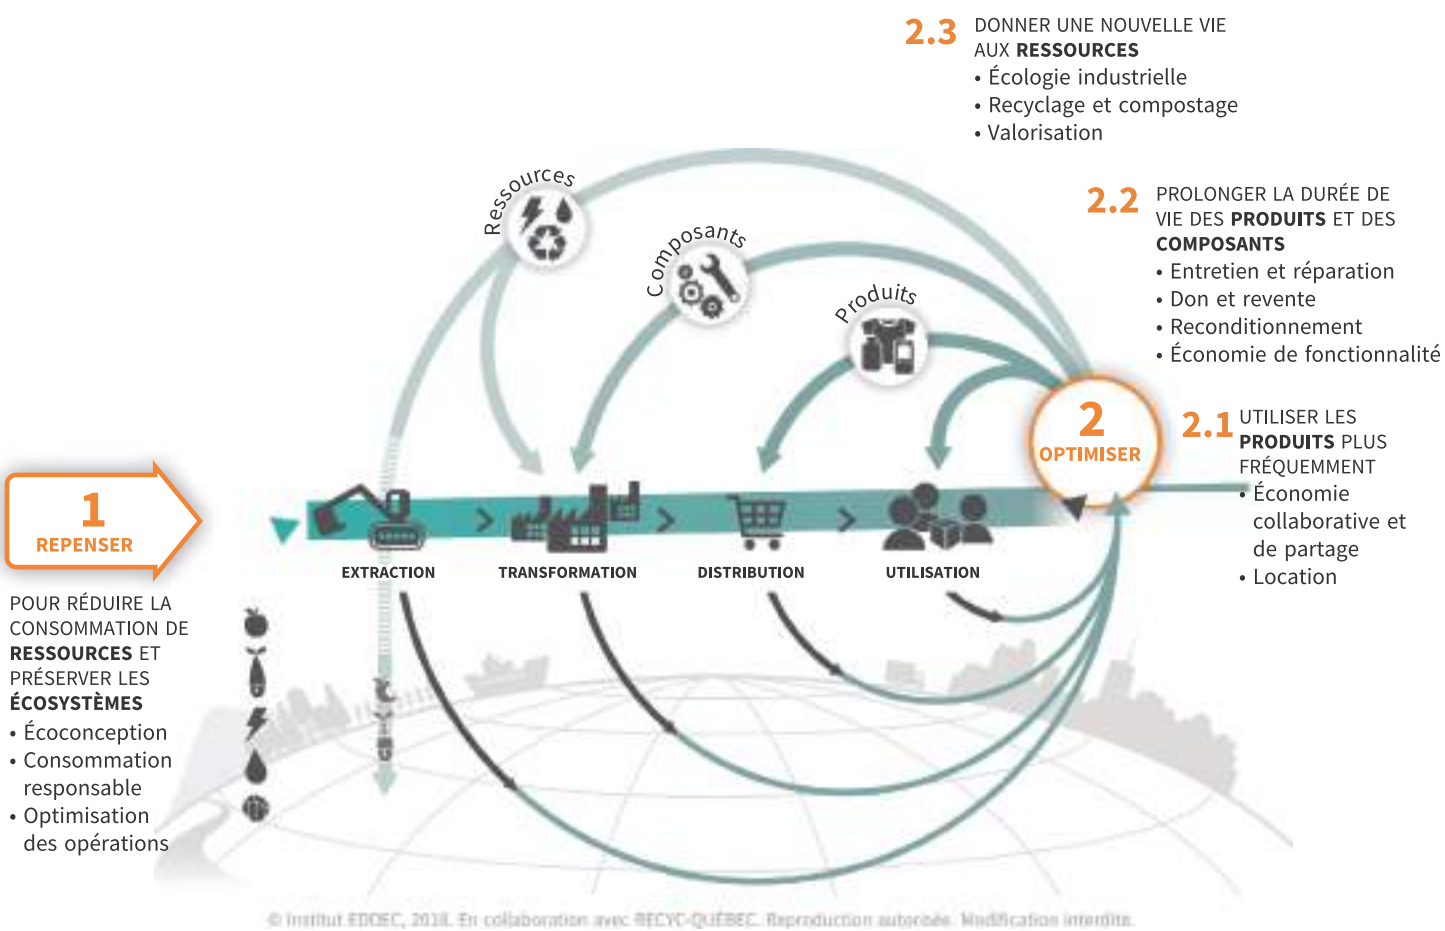 2.3
DONNER UNE NOUVELLE VIE
AUX RESSOURCES
• Écologie industrielle
• Recyclage et compostage
• Valorisation
2.2
PROLONGER LA DURÉE DE
VIE DES PRODUITS ET DES
COMPOSANTS
• Entretien et réparation
• Don et revente
• Reconditionnement
• Économie de fonctionnalité
2.1
UTILISER LES
PRODUITS PLUS
FRÉQUEMMENT
• Économie
collaborative et
de partage
• Location
Ressources
Composants
Produits
2
OPTIMISER
1
REPENSER
POUR RÉDUIRE LA
CONSOMMATION DE
RESSOURCES ET
PRÉSERVER LES
ÉCOSYSTÈMES
• Écoconception
• Consommation
responsable
• Optimisation
des opérations
EXTRACTION
TRANSFORMATION
DISTRIBUTION
UTILISATION
© Institut EDDEC, 2018. En collaboration avec RECYC-QUÉBEC. Reproduction autorisée. Modification interdite.